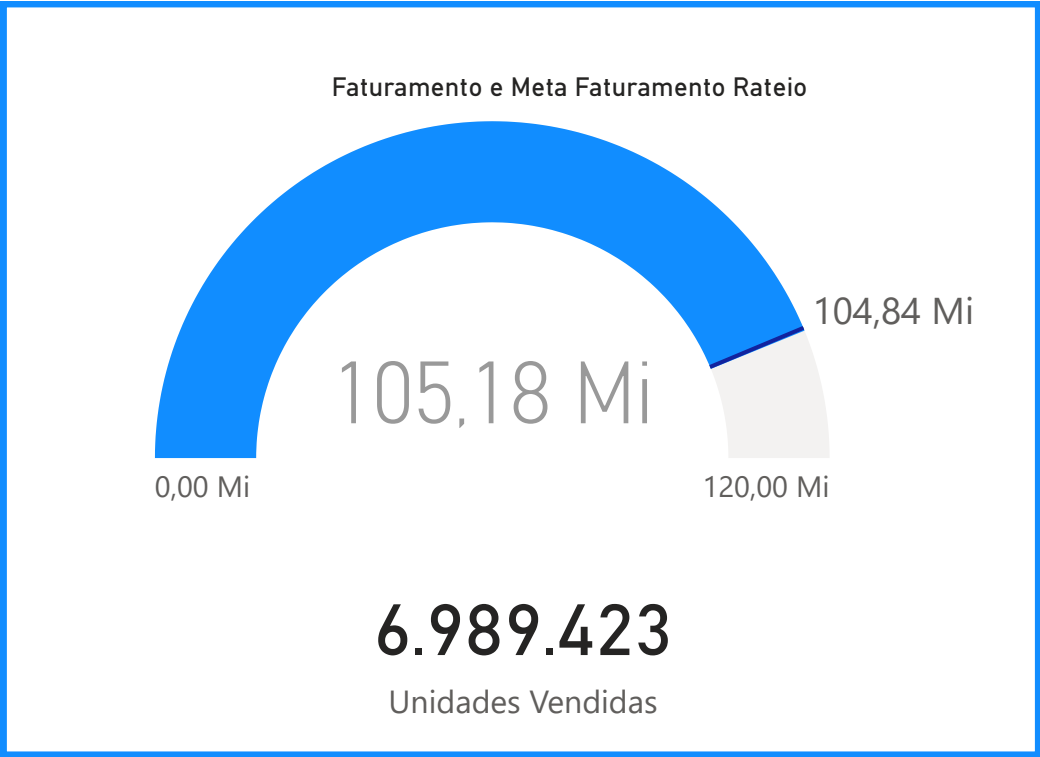 Faturamento e Meta Faturamento Rateio
104,84 Mi
105,18 Mi
0,00 Mi
120,00 Mi
6.989.423
Unidades Vendidas